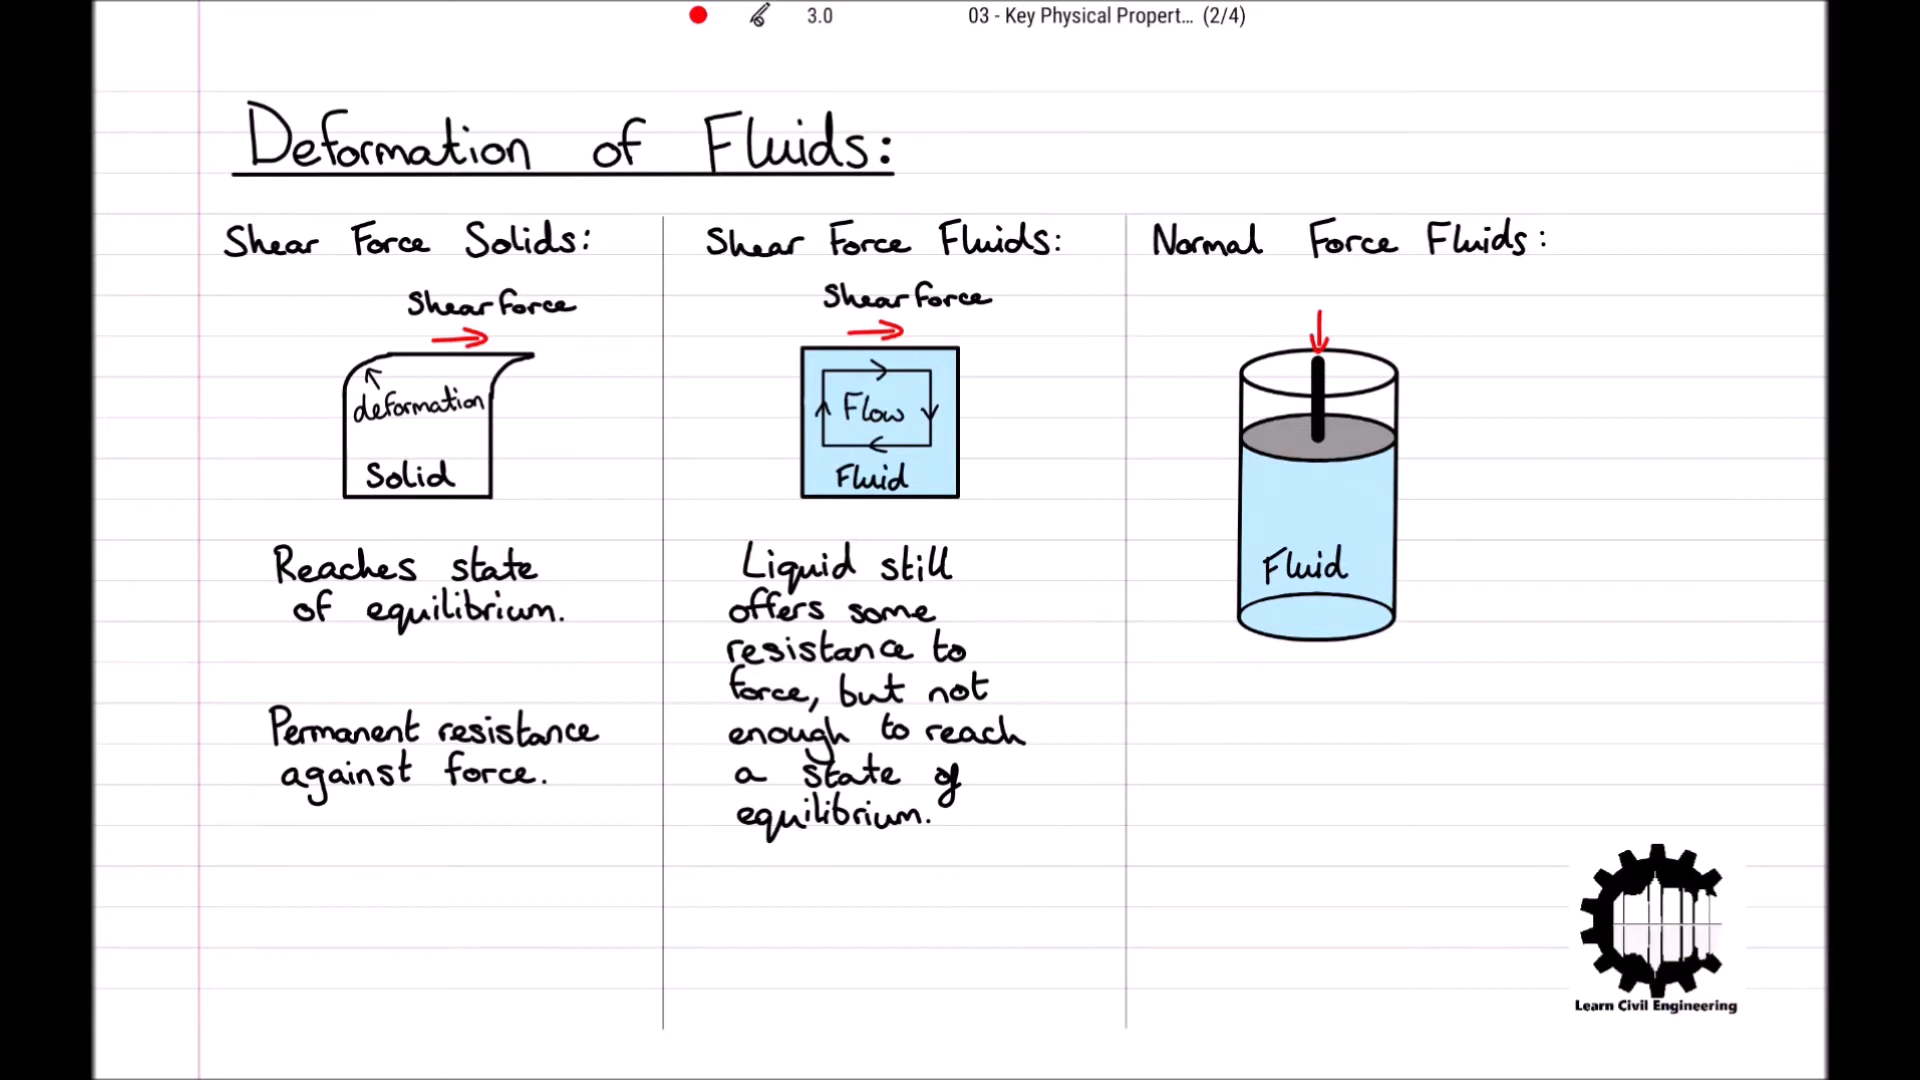 3.0
03 - Key Physical Propert... (2/4)
Deformation of Fluids:
Shear Force Solids:
Shear force
deformation
Solid
Reaches state
of equilibrium.
Permanent resistance
against force.
Shear Force Fluids:
Shear force
Flow
Fluid
Liquid still
offers some
resistance to
force, but not
enough to reach
a state of
equilibrium.
Normal Force Fluids:
Fluid
Learn Civil Engineering